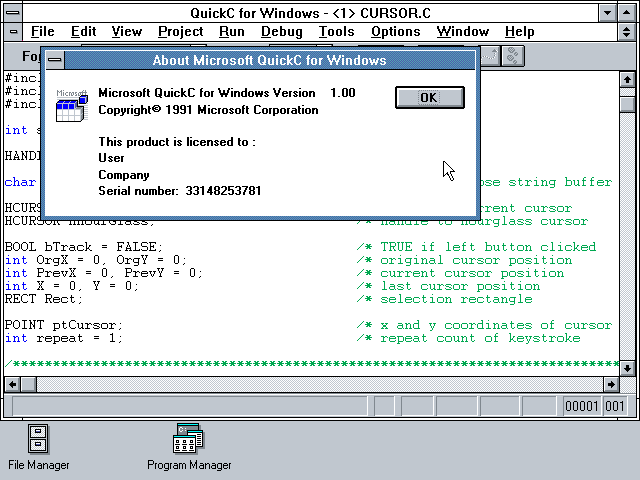 QuickC for Windows - <1> CURSOR.C
File Edit View Project Run Debug Tools Options Window Help
About Microsoft QuickC for Windows
Microsoft
Microsoft QuickC for Windows Version 1.00
Copyright© 1991 Microsoft Corporation
OK
This product is licensed to :
User
Company
Serial number: 33148253781
#incl
#incl
#incl
int s
HANDL
char ose string buffer
HCURS rrent cursor
HCURSOR hHourGlass; /* handle to hourglass cursor
BOOL bTrack = FALSE; /* TRUE if left button clicked
int OrgX = 0, OrgY = 0; /* original cursor position
int PrevX = 0, PrevY = 0; /* current cursor position
int X = 0, Y = 0; /* last cursor position
RECT Rect; /* selection rectangle
POINT ptCursor; /* x and y coordinates of cursor
int repeat = 1; /* repeat count of keystroke
/****************************************************************************
00001 001
File Manager Program Manager